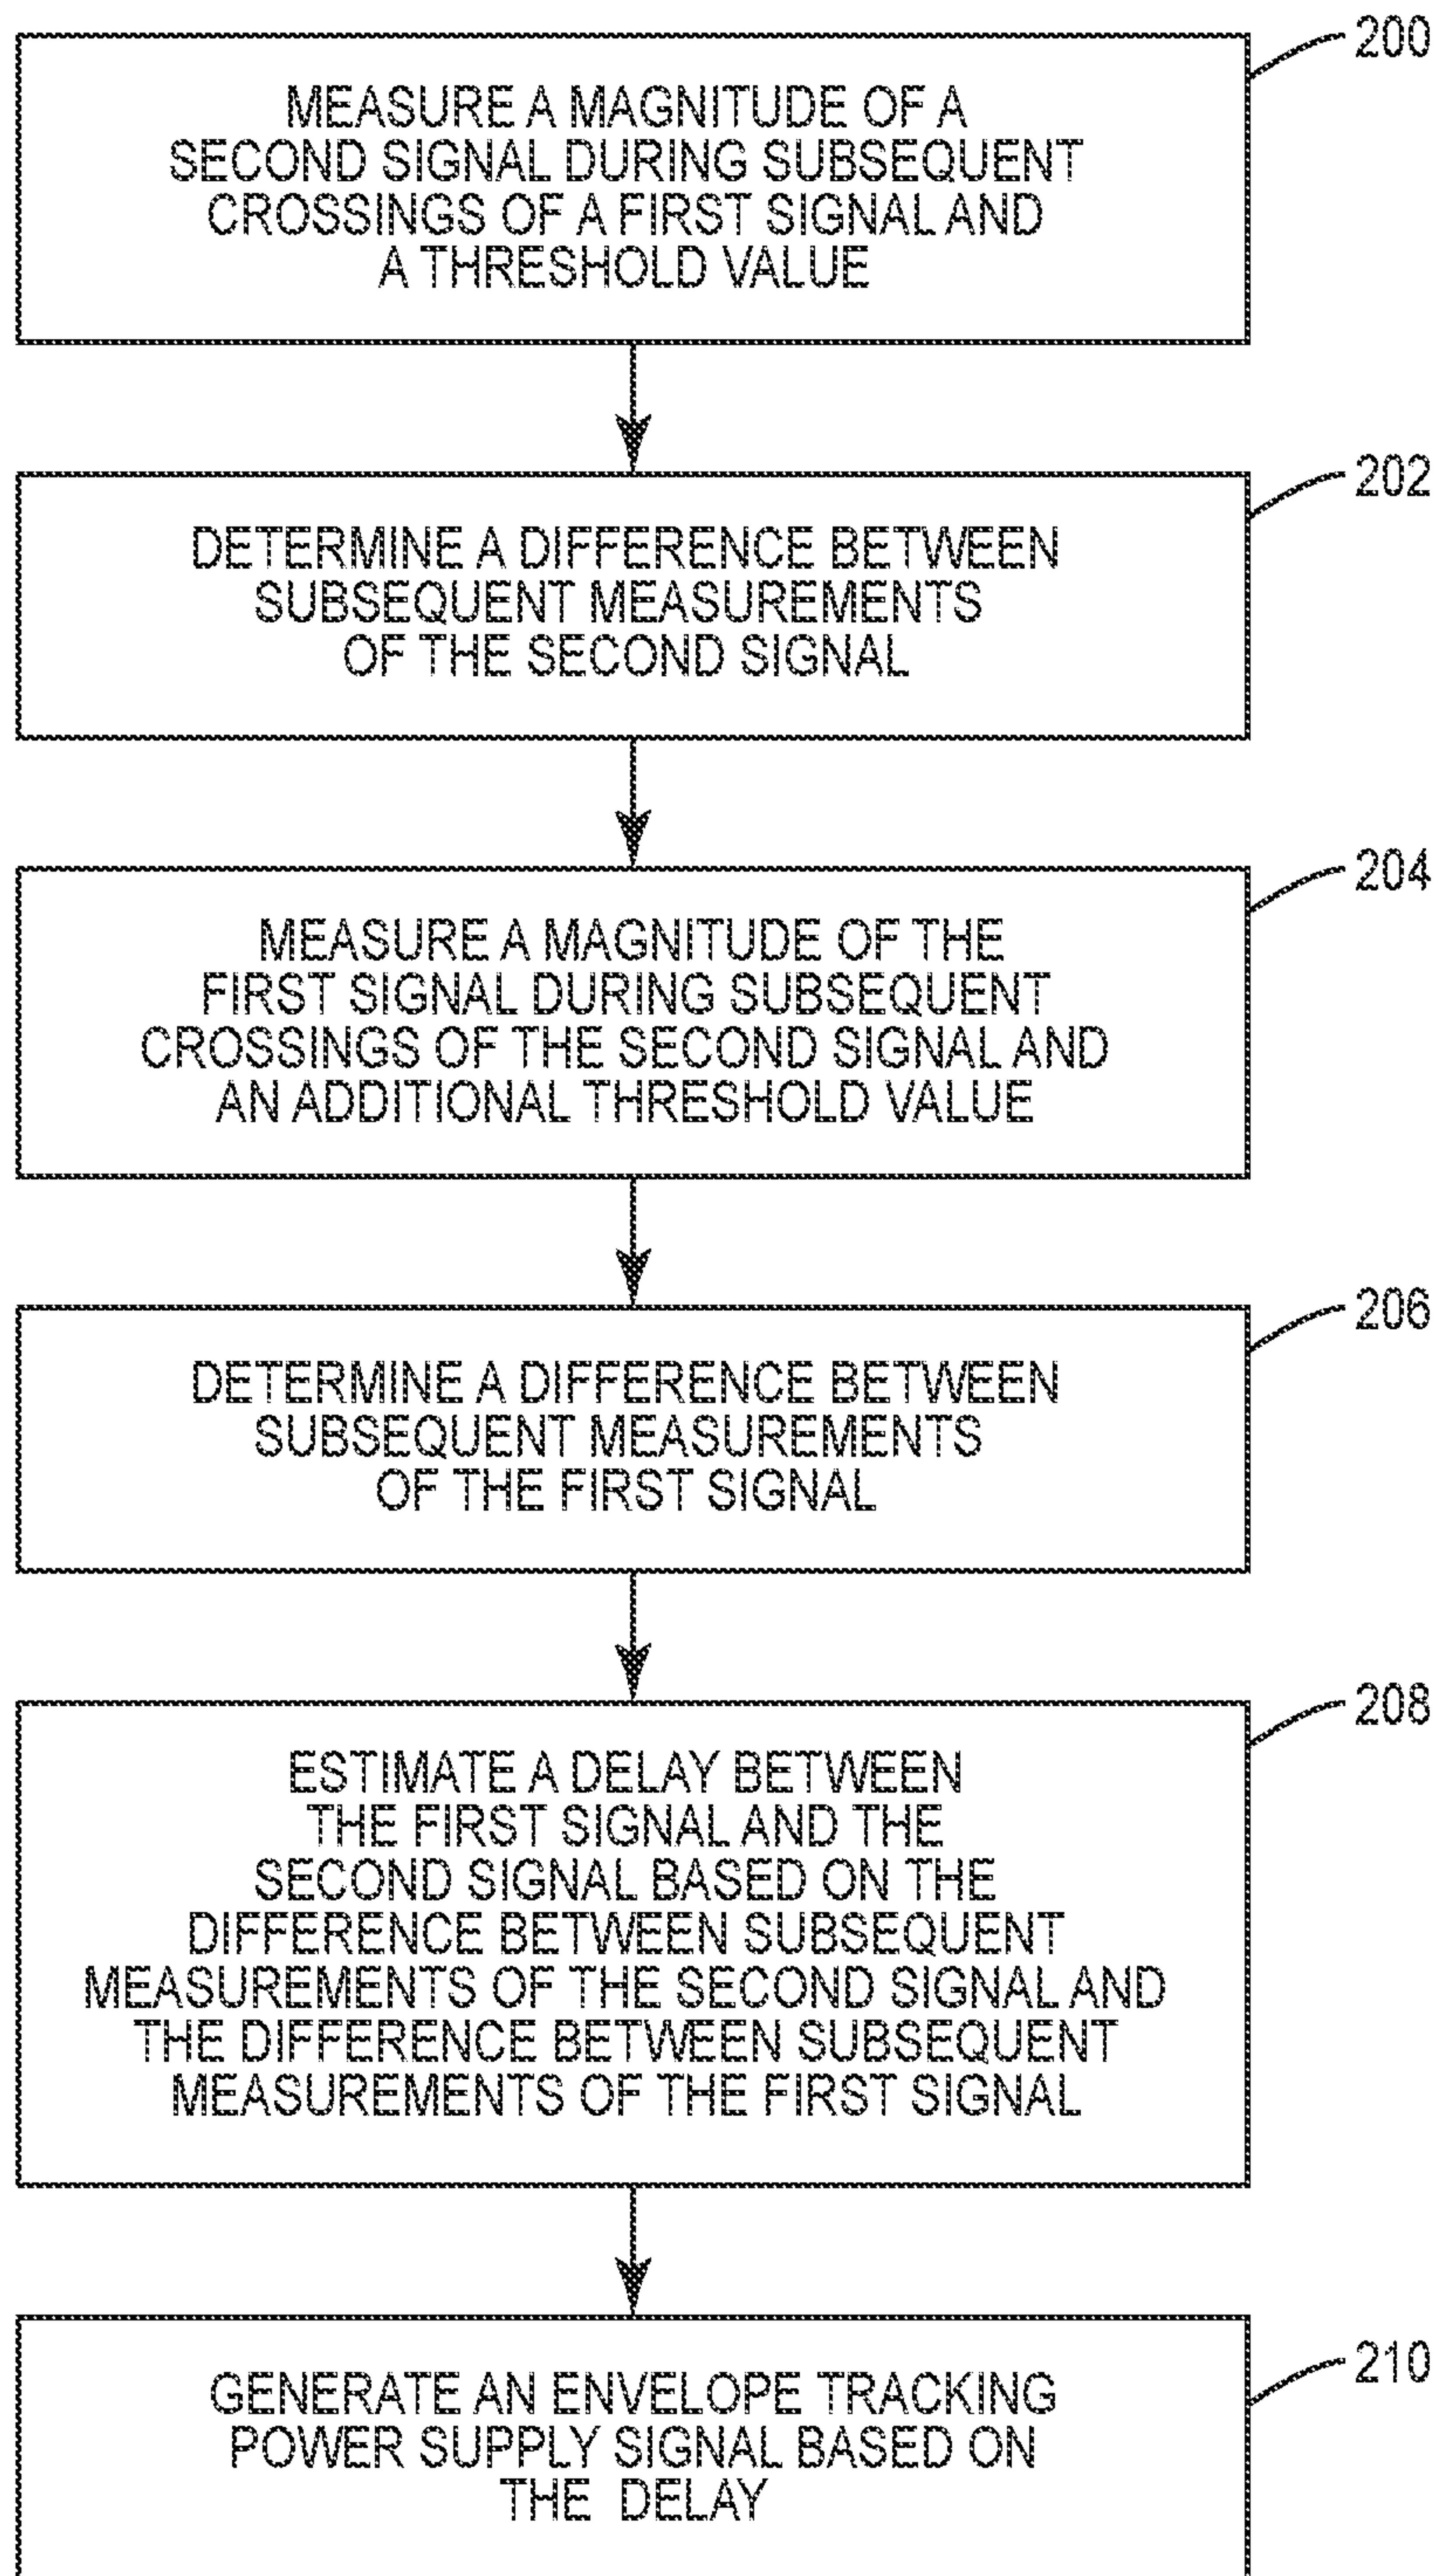 200
MEASURE A MAGNITUDE OF A
SECOND SIGNAL DURING SUBSEQUENT
CROSSINGS OF A FIRST SIGNAL AND
A THRESHOLD VALUE
202
DETERMINE A DIFFERENCE BETWEEN
SUBSEQUENT MEASUREMENTS
OF THE SECOND SIGNAL
204
MEASURE A MAGNITUDE OF THE
FIRST SIGNAL DURING SUBSEQUENT
CROSSINGS OF THE SECOND SIGNAL AND
AN ADDITIONAL THRESHOLD VALUE
206
DETERMINE A DIFFERENCE BETWEEN
SUBSEQUENT MEASUREMENTS
OF THE FIRST SIGNAL
208
ESTIMATE A DELAY BETWEEN
THE FIRST SIGNAL AND THE
SECOND SIGNAL BASED ON THE
DIFFERENCE BETWEEN SUBSEQUENT
MEASUREMENTS OF THE SECOND SIGNAL AND
THE DIFFERENCE BETWEEN SUBSEQUENT
MEASUREMENTS OF THE FIRST SIGNAL
210
GENERATE AN ENVELOPE TRACKING
POWER SUPPLY SIGNAL BASED ON
THE DELAY